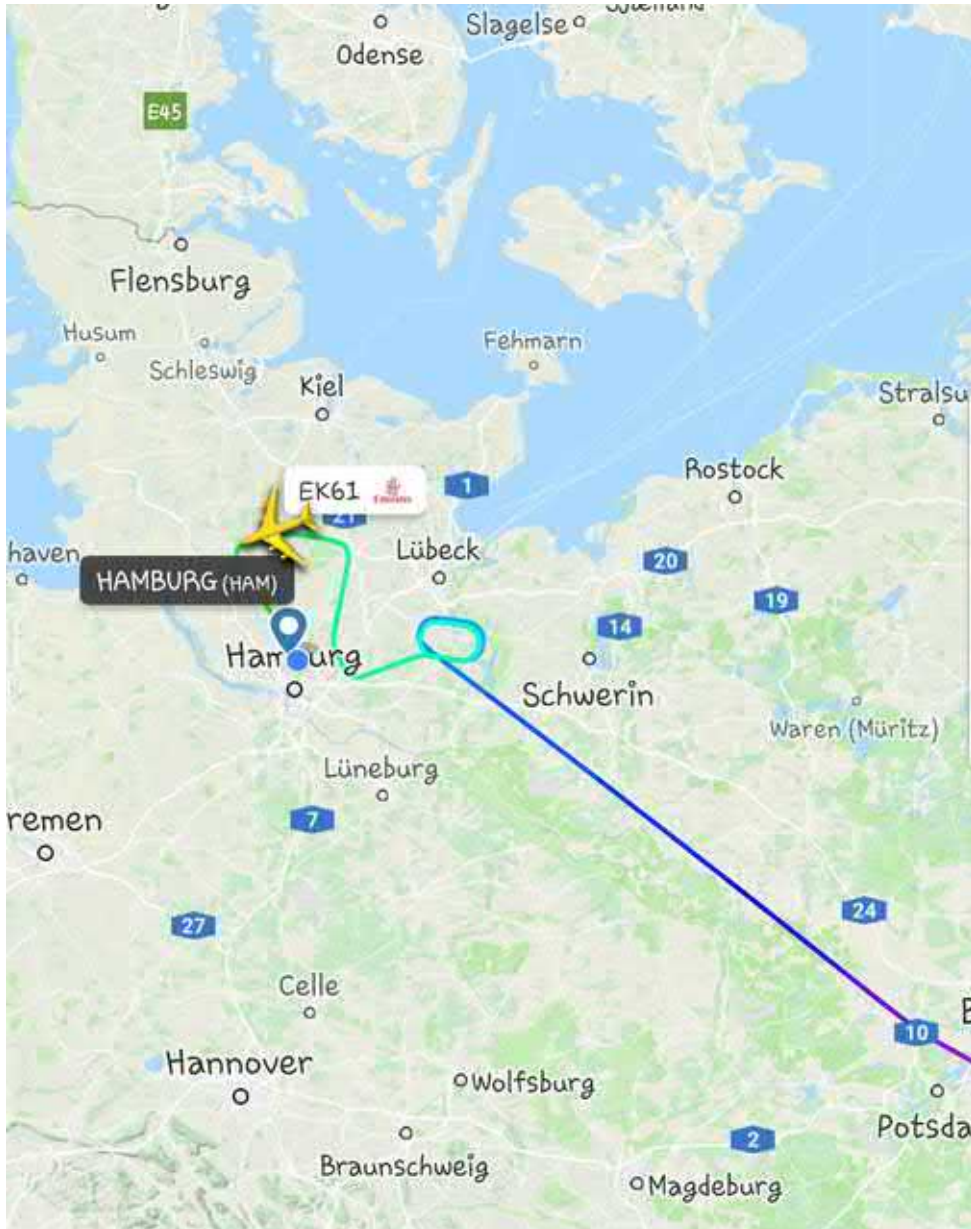 Slagelse
Odense
E45
Flensburg
Husum
Schleswig
Fehmarn
Kiel
Stralsu
Rostock
EK61
Emirates
1
21
haven
Lübeck
20
HAMBURG (HAM)
19
14
Hamburg
Schwerin
Waren (Müritz)
Lüneburg
7
remen
24
27
Celle
10
Hannover
Wolfsburg
Potsda
2
Braunschweig
Magdeburg